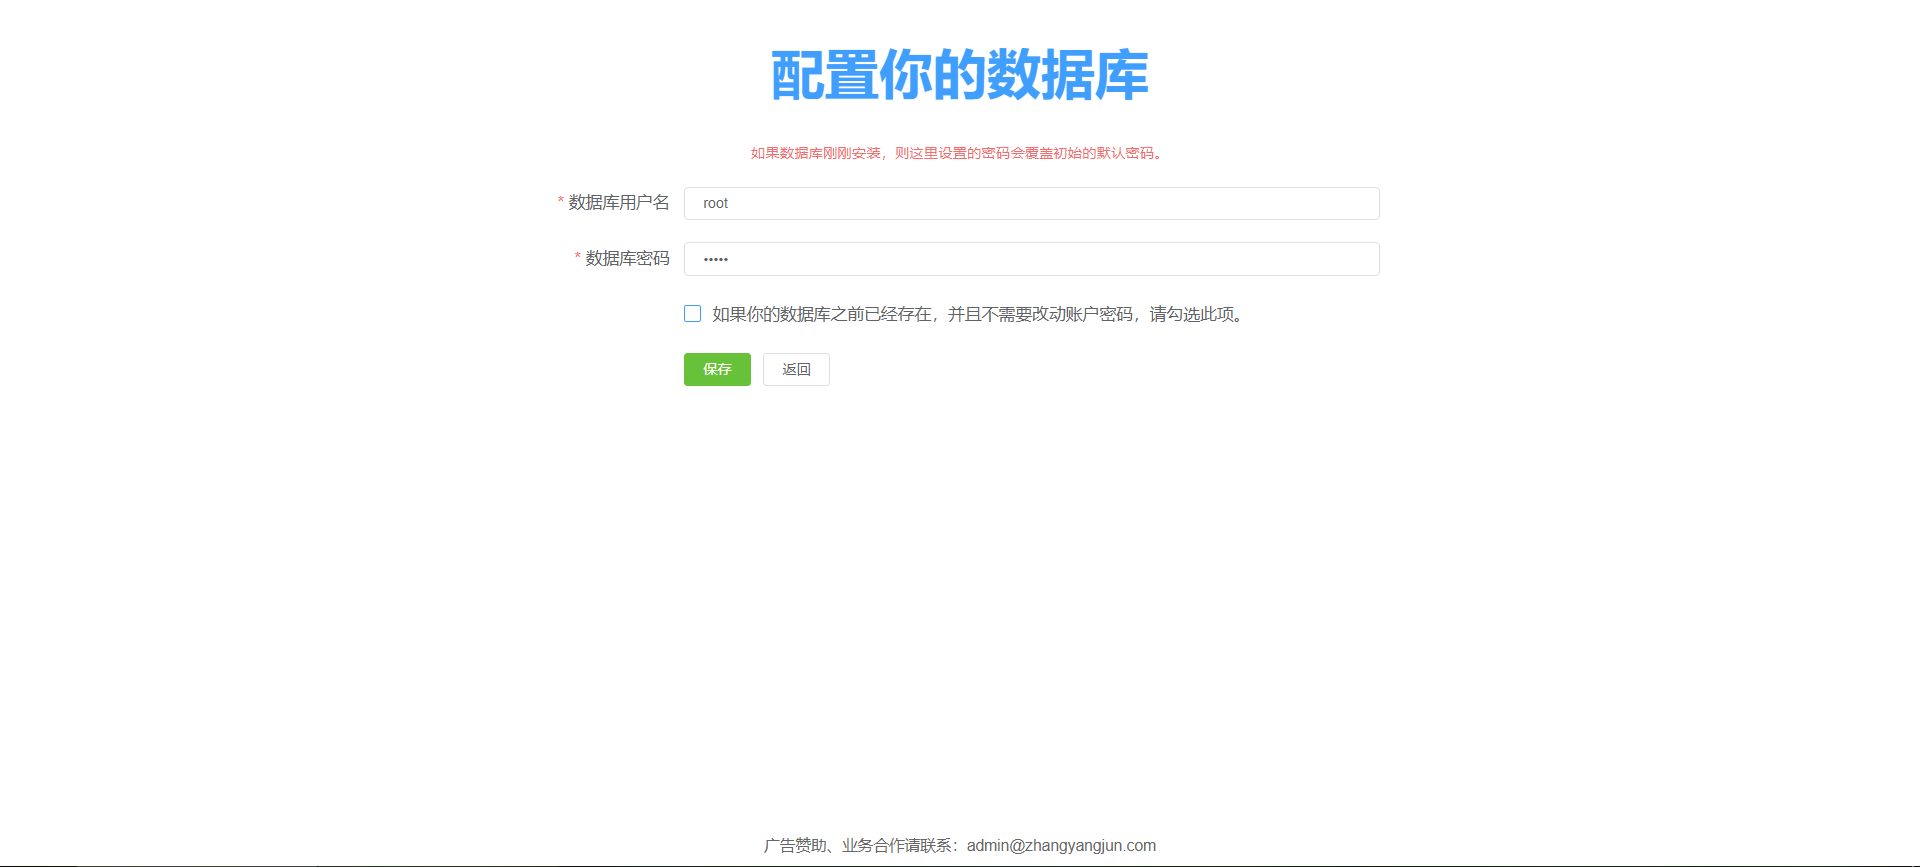 配置你的数据库
如果数据库刚刚安装，则这里设置的密码会覆盖初始的默认密码。
* 数据库用户名 root
* 数据库密码 •••••
如果你的数据库之前已经存在，并且不需要改动账户密码，请勾选此项。
保存 返回
广告赞助、业务合作请联系：admin@zhangyangjun.com